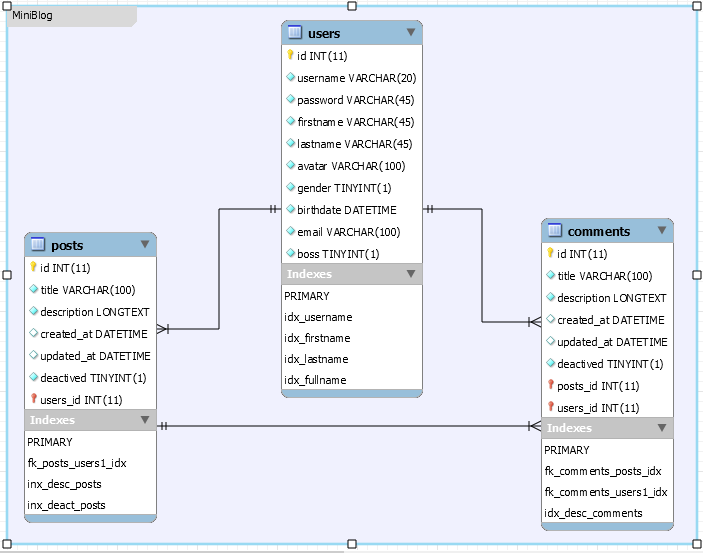 MiniBlog
users
id INT(11)
username VARCHAR(20)
password VARCHAR(45)
firstname VARCHAR(45)
lastname VARCHAR(45)
avatar VARCHAR(100)
gender TINYINT(1)
birthdate DATETIME
email VARCHAR(100)
boss TINYINT(1)
Indexes
PRIMARY
idx_username
idx_firstname
idx_lastname
idx_fullname
posts
id INT(11)
title VARCHAR(100)
description LONGTEXT
created_at DATETIME
updated_at DATETIME
deactived TINYINT(1)
users_id INT(11)
Indexes
PRIMARY
fk_posts_users1_idx
inx_desc_posts
inx_deact_posts
comments
id INT(11)
title VARCHAR(100)
description LONGTEXT
created_at DATETIME
updated_at DATETIME
deactived TINYINT(1)
posts_id INT(11)
users_id INT(11)
Indexes
PRIMARY
fk_comments_posts_idx
fk_comments_users1_idx
idx_desc_comments